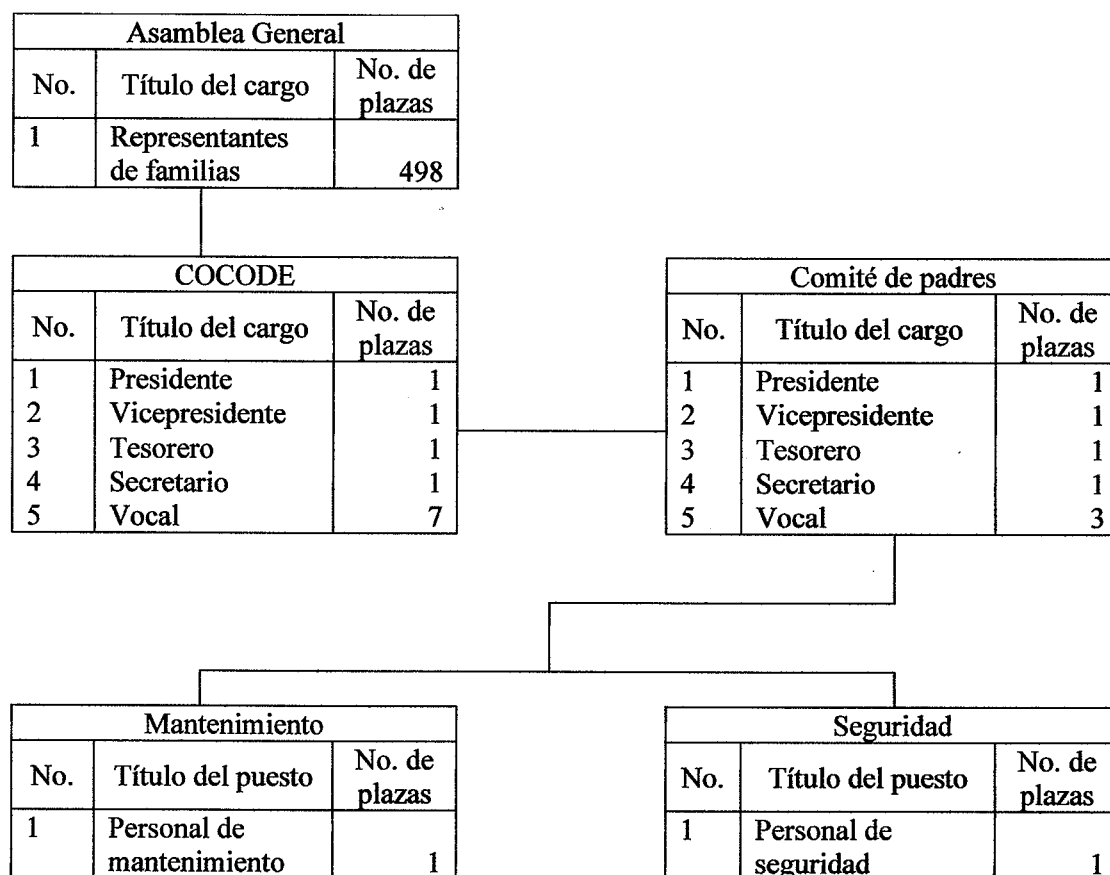 Asamblea General
No. Título del cargo No. de plazas
1 Representantes de familias 498
COCODE
No. Título del cargo No. de plazas
1 Presidente 1
2 Vicepresidente 1
3 Tesorero 1
4 Secretario 1
5 Vocal 7
Comité de padres
No. Título del cargo No. de plazas
1 Presidente 1
2 Vicepresidente 1
3 Tesorero 1
4 Secretario 1
5 Vocal 3
Mantenimiento
No. Título del puesto No. de plazas
1 Personal de mantenimiento 1
Seguridad
No. Título del puesto No. de plazas
1 Personal de seguridad 1